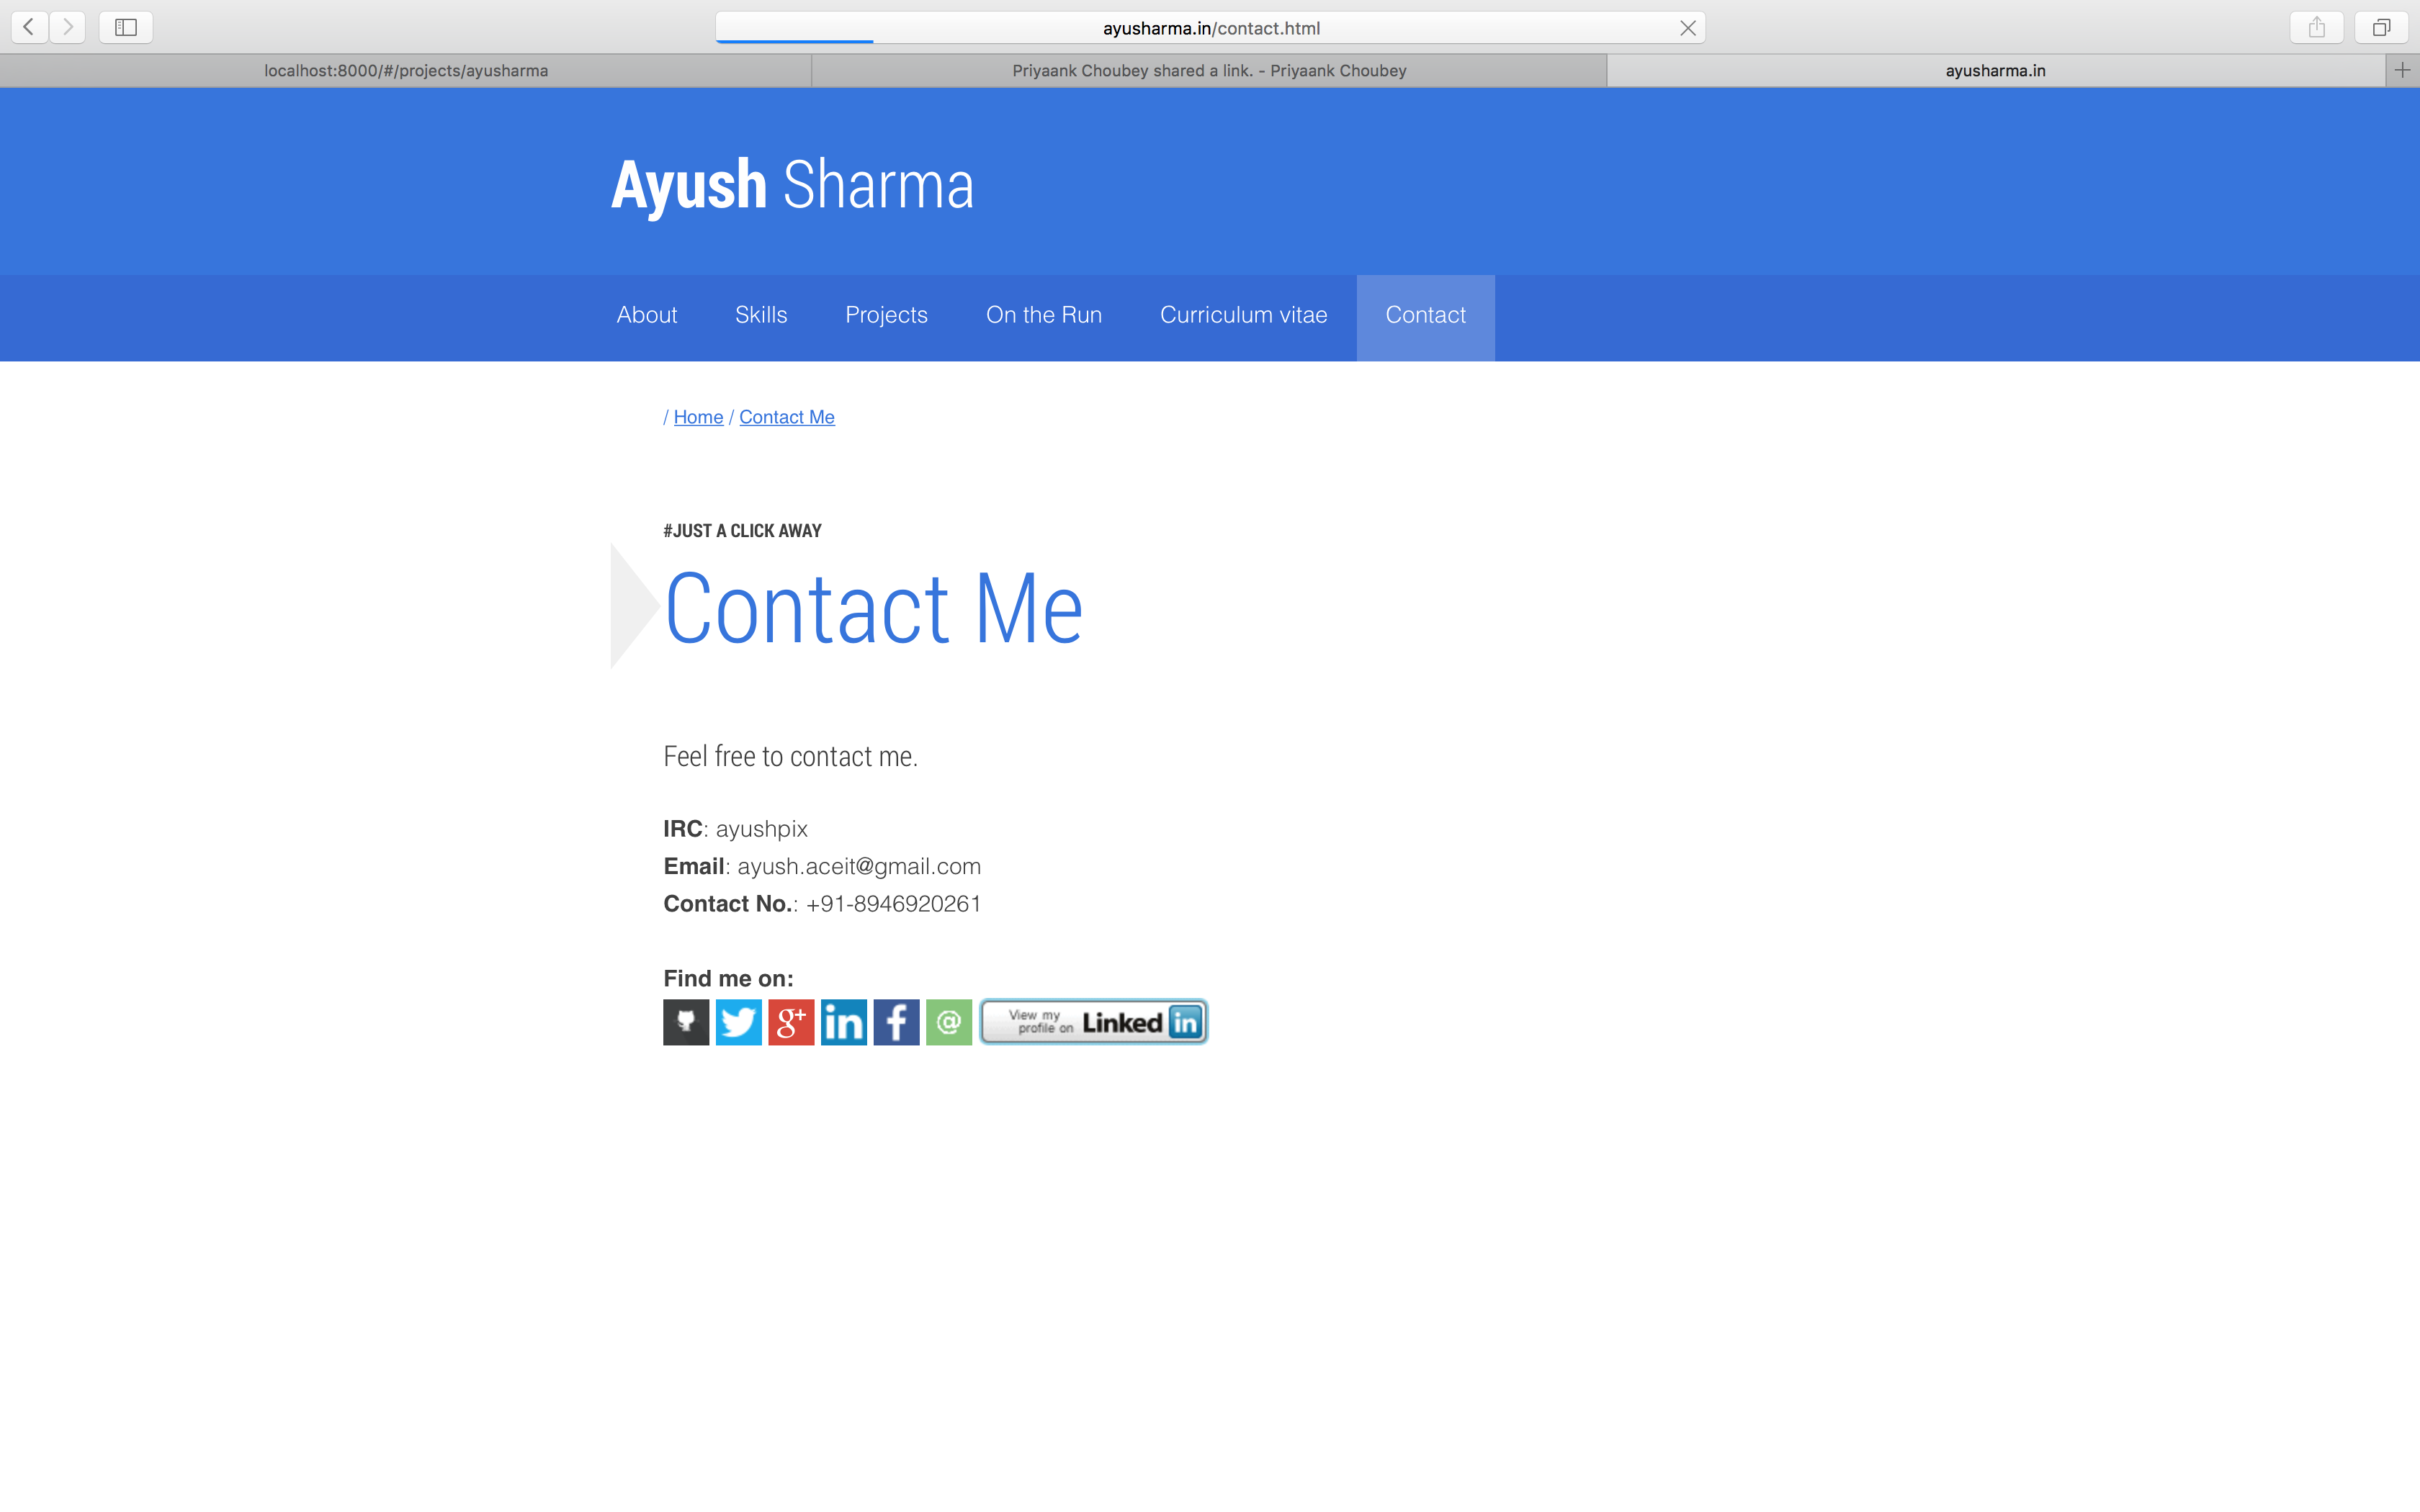 ayusharma.in/contact.html
localhost:8000/#/projects/ayusharma
Priyaank Choubey shared a link. - Priyaank Choubey
ayusharma.in
Ayush Sharma
About Skills Projects On the Run Curriculum vitae Contact
/ Home / Contact Me
#JUST A CLICK AWAY
Contact Me
Feel free to contact me.
IRC: ayushpix
Email: ayush.aceit@gmail.com
Contact No.: +91-8946920261
Find me on:
g+ in f @ View my profile on Linked in